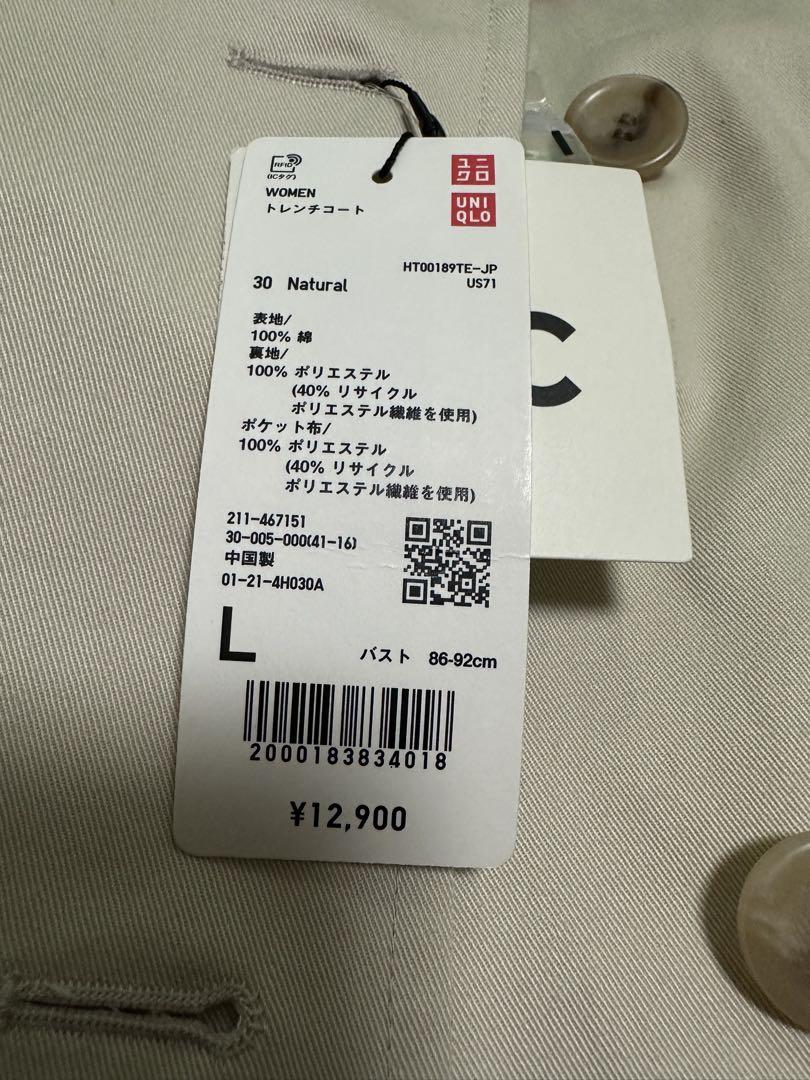 RFID
(ICタグ)
WOMEN
トレンチコート
ユニ
クロ
UNI
QLO
HT00189TE-JP
30 Natural
US71
表地/
100% 綿
裏地/
100% ポリエステル
(40% リサイクル
ポリエステル繊維を使用)
ポケット布/
100% ポリエステル
(40% リサイクル
ポリエステル繊維を使用)
211-467151
30-005-000(41-16)
中国製
01-21-4H030A
L
バスト 86-92cm
2000183834018
¥12,900
C